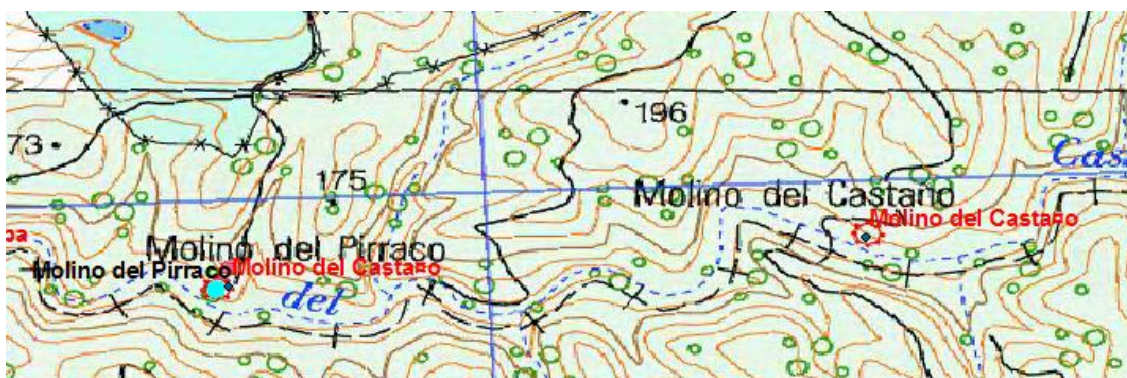 196
73
175
Cas
Molino del Castaño
Molino del Castaño
Molino del Pirraco
Molino del Pirraco
Molino del Castaño
del